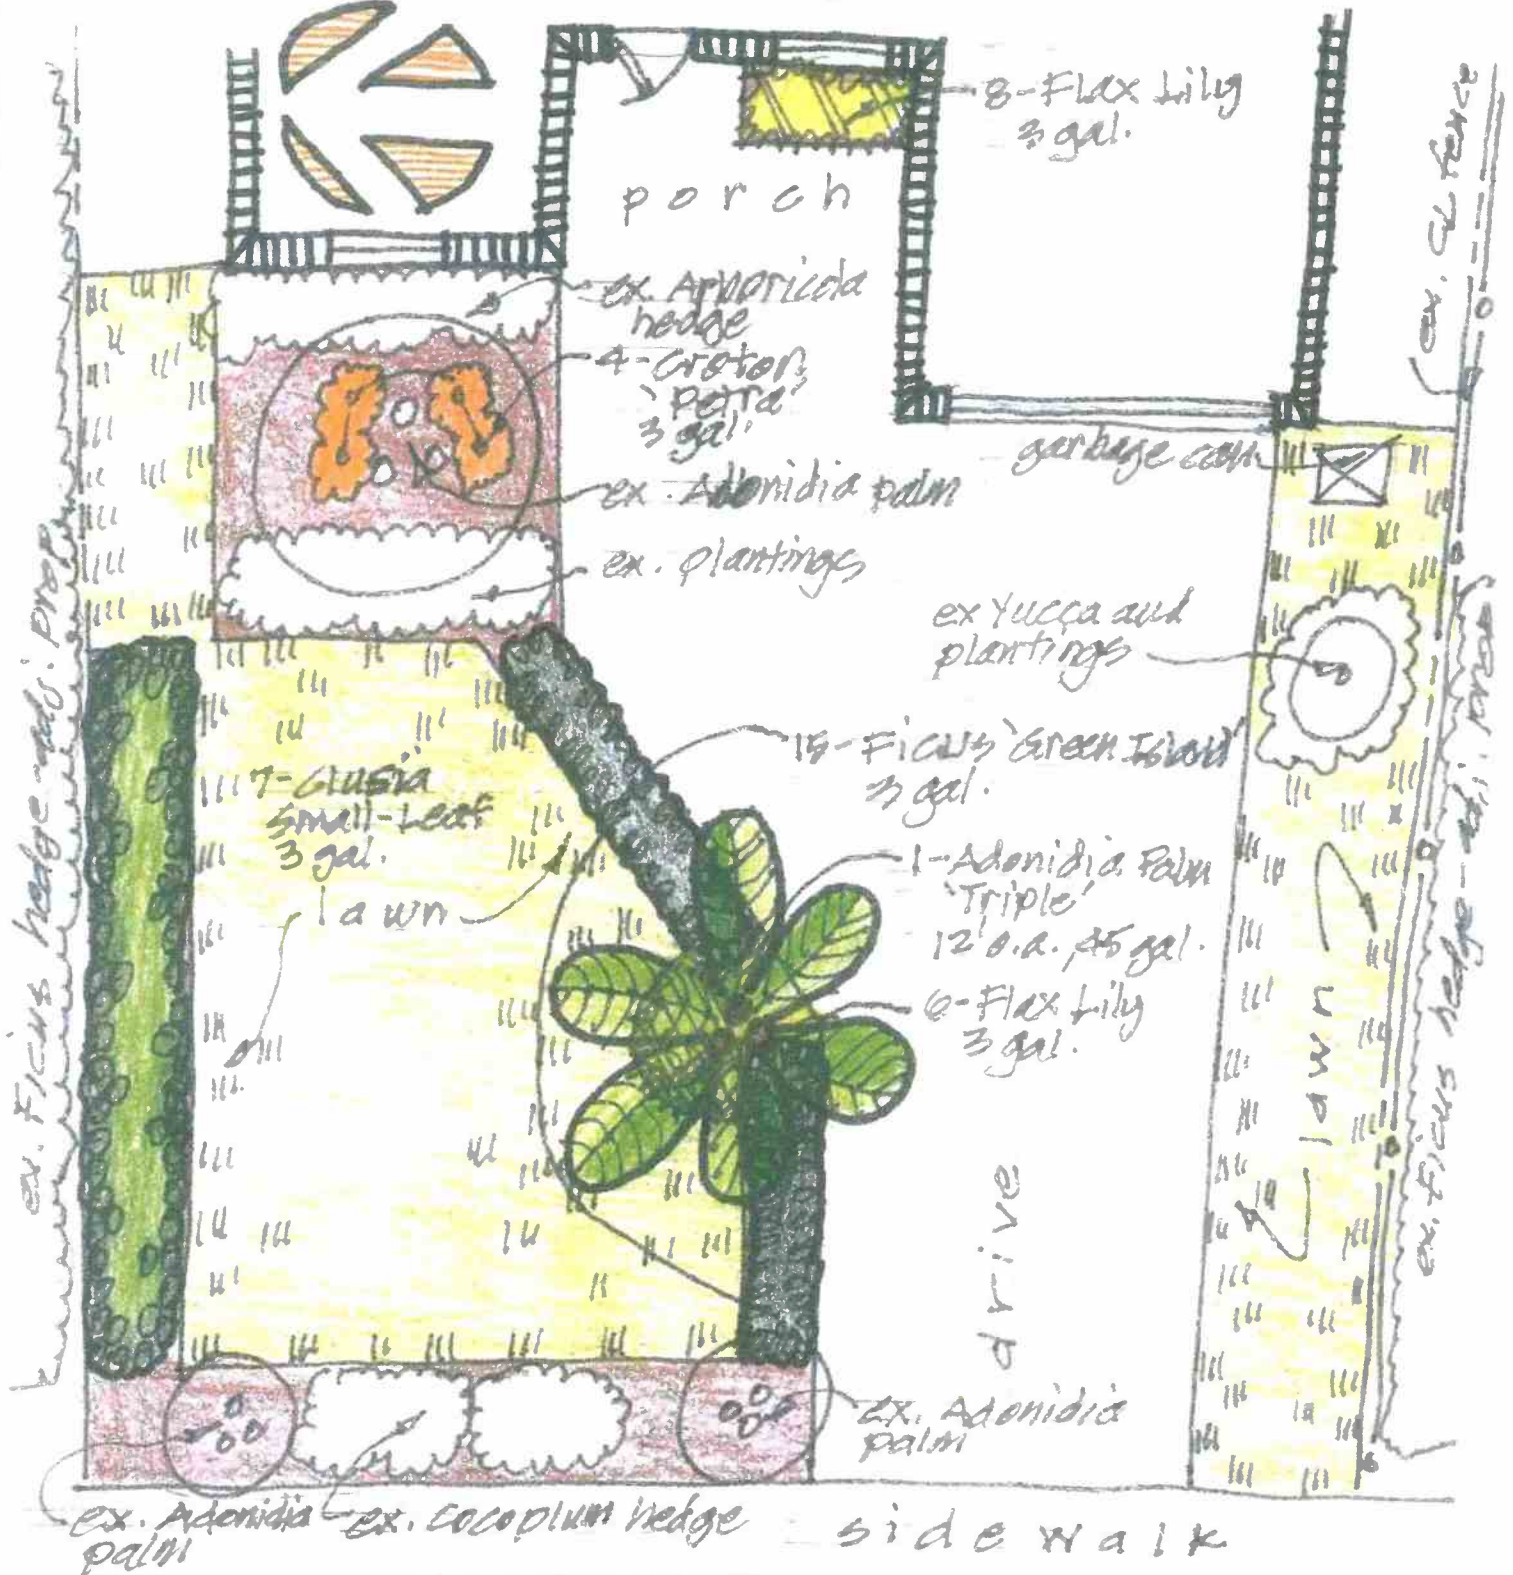 8-Flax Lily
3 gal.
porch
ex. CL fence
ex. Arboricola
hedge
4-Croton
'Petra'
3 gal.
garbage can
ex. Adonidia palm
ex. plantings
ex Yucca and
plantings
ex. Ficus hedge-adj. prop.
15-Ficus 'Green Island'
3 gal.
7-Clusia
Small-Leaf
3 gal.
lawn
1-Adonidia Palm
'Triple'
12' o.a., 45 gal.
6-Flax Lily
3 gal.
lawn
ex. Ficus hedge-adj. prop.
drive
ex. Adonidia
palm
ex. Adonidia
palm
ex. Cocoplum hedge
sidewalk